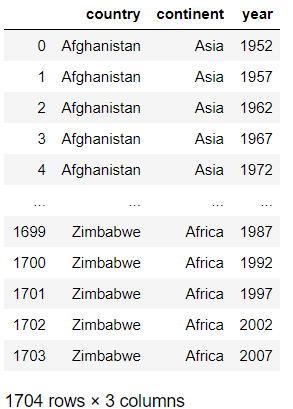 country continent year
0 Afghanistan Asia 1952
1 Afghanistan Asia 1957
2 Afghanistan Asia 1962
3 Afghanistan Asia 1967
4 Afghanistan Asia 1972
... ... ... ...
1699 Zimbabwe Africa 1987
1700 Zimbabwe Africa 1992
1701 Zimbabwe Africa 1997
1702 Zimbabwe Africa 2002
1703 Zimbabwe Africa 2007
1704 rows × 3 columns